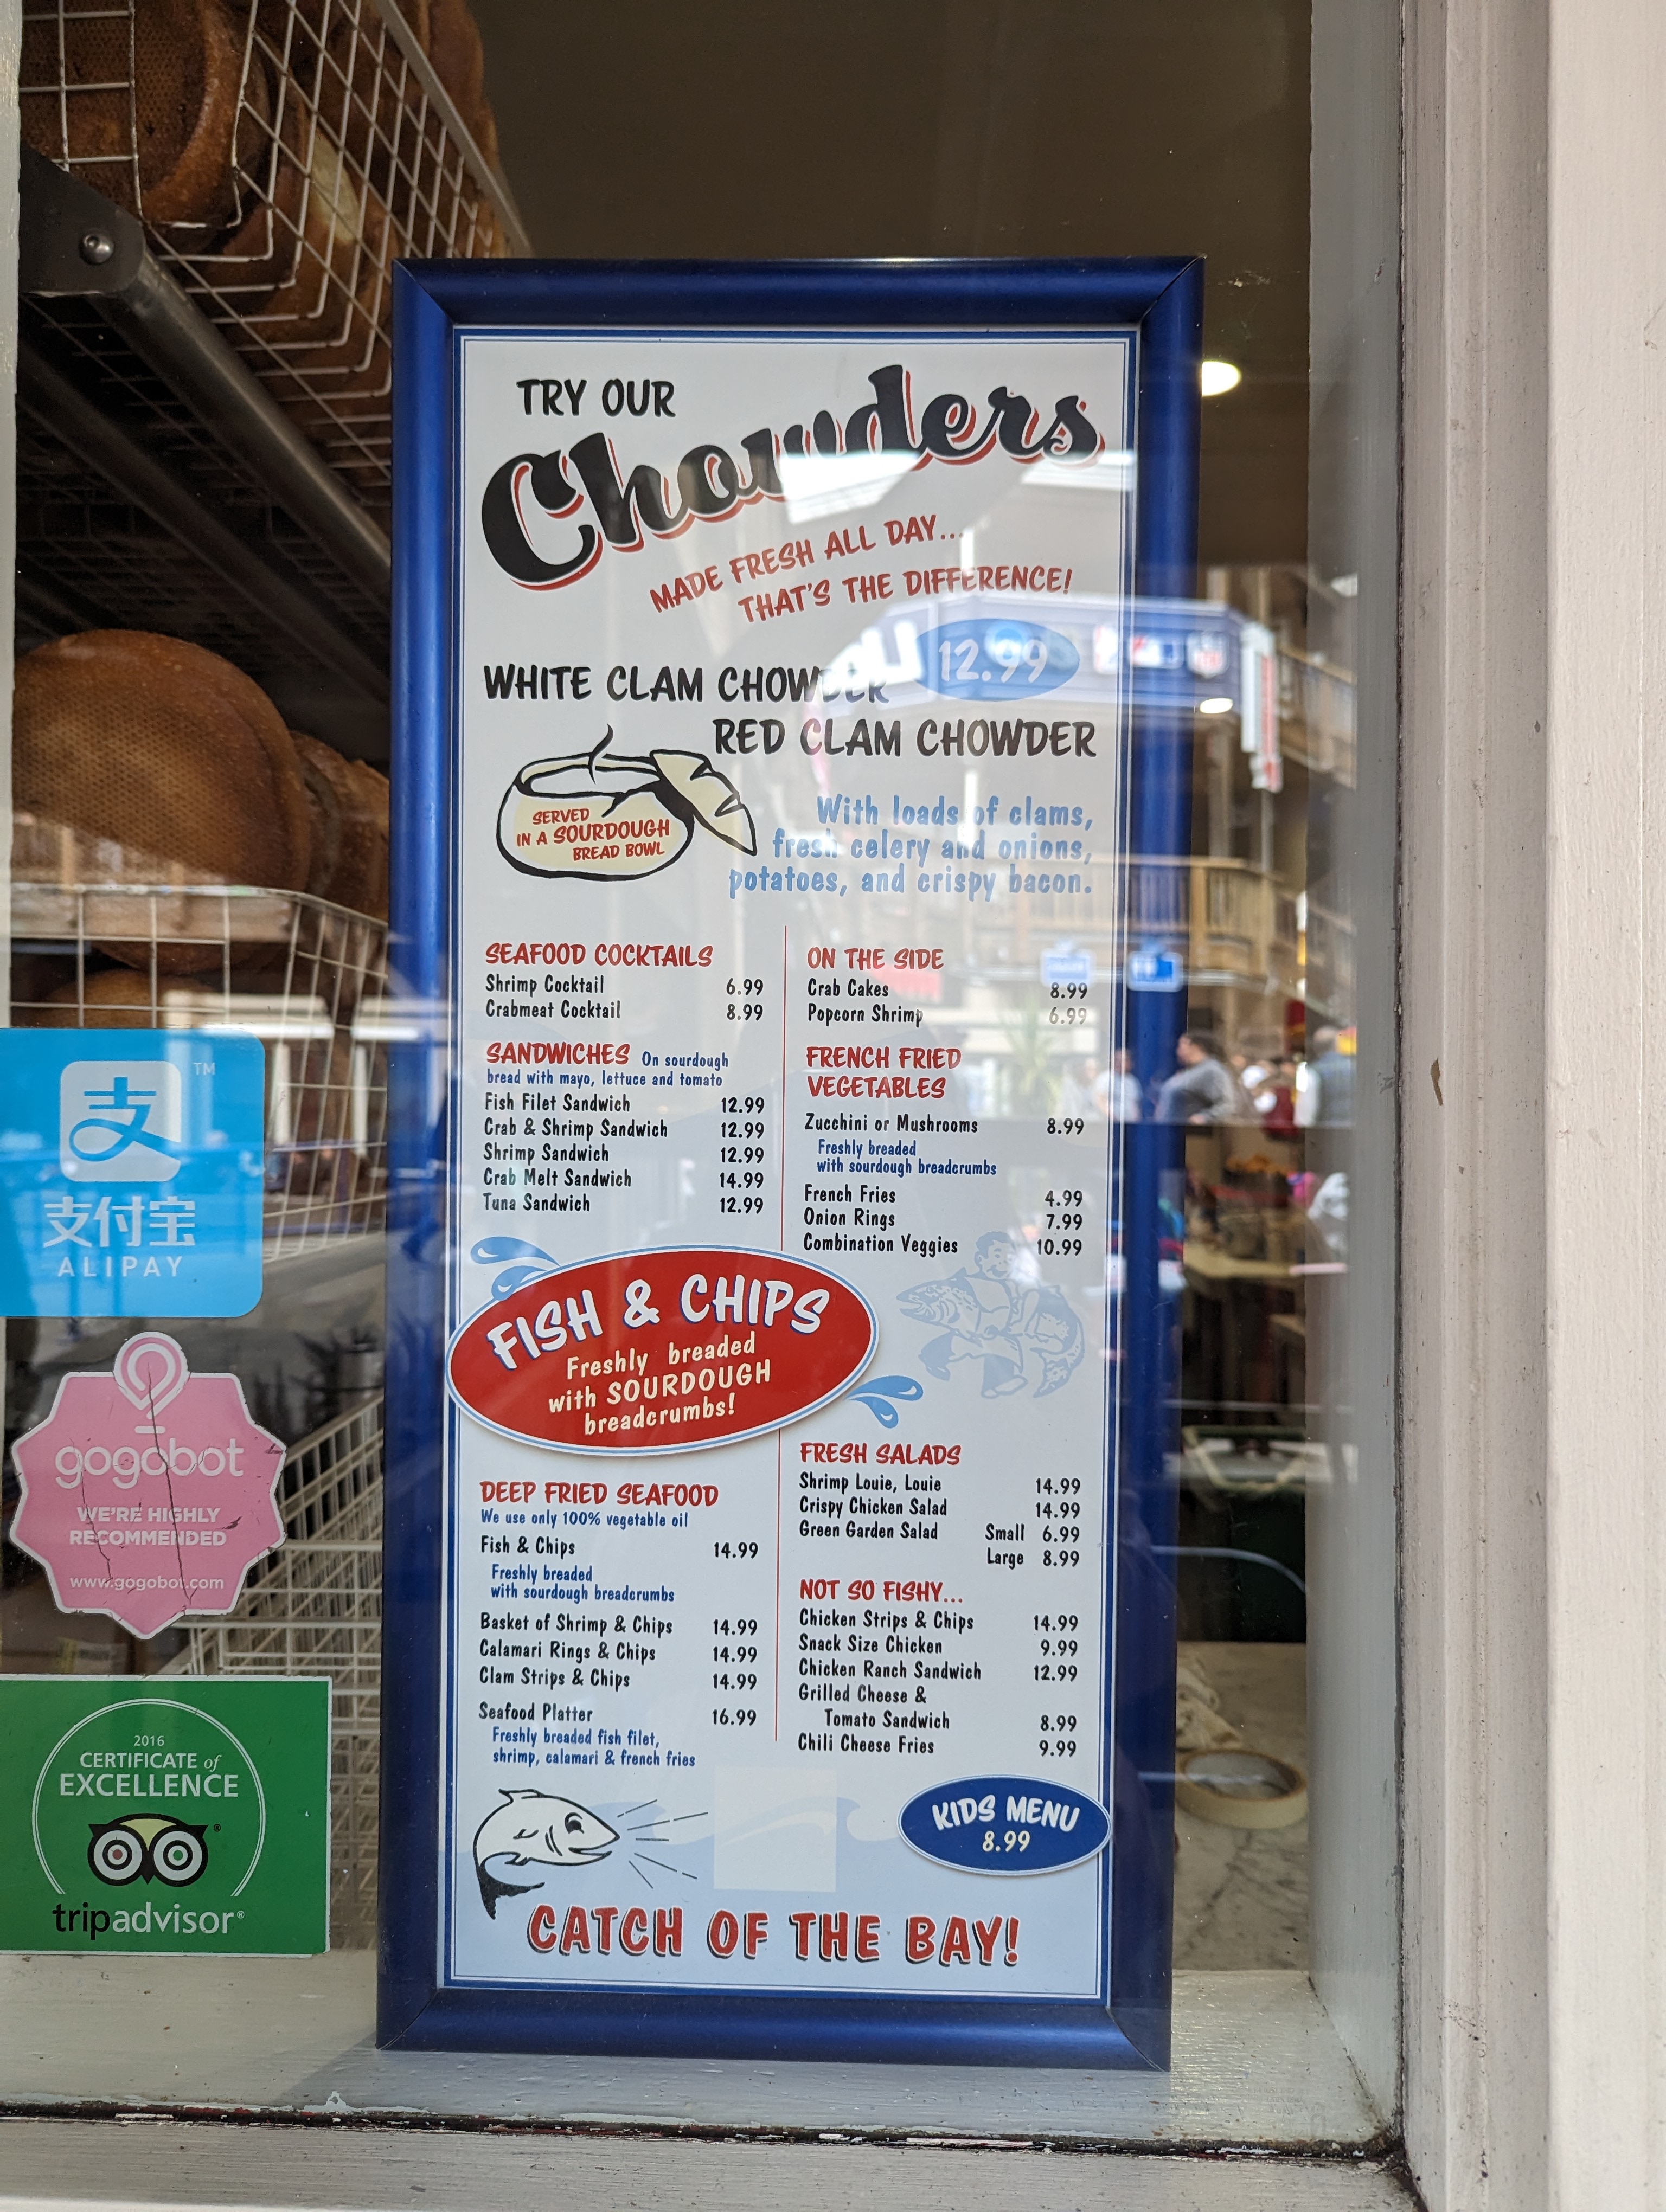 TRY OUR
Chowders
MADE FRESH ALL DAY...
THAT'S THE DIFFERENCE!
12.99
WHITE CLAM CHOWDER
RED CLAM CHOWDER
SERVED
IN A SOURDOUGH
BREAD BOWL
With loads of clams,
fresh celery and onions,
potatoes, and crispy bacon.
SEAFOOD COCKTAILS
Shrimp Cocktail 6.99
Crabmeat Cocktail 8.99
SANDWICHES On sourdough
bread with mayo, lettuce and tomato
Fish Filet Sandwich 12.99
Crab & Shrimp Sandwich 12.99
Shrimp Sandwich 12.99
Crab Melt Sandwich 14.99
Tuna Sandwich 12.99
ON THE SIDE
Crab Cakes 8.99
Popcorn Shrimp 6.99
FRENCH FRIED
VEGETABLES
Zucchini or Mushrooms 8.99
Freshly breaded
with sourdough breadcrumbs
French Fries 4.99
Onion Rings 7.99
Combination Veggies 10.99
FISH & CHIPS
Freshly breaded
with SOURDOUGH
breadcrumbs!
DEEP FRIED SEAFOOD
We use only 100% vegetable oil
Fish & Chips 14.99
Freshly breaded
with sourdough breadcrumbs
Basket of Shrimp & Chips 14.99
Calamari Rings & Chips 14.99
Clam Strips & Chips 14.99
Seafood Platter 16.99
Freshly breaded fish filet,
shrimp, calamari & french fries
FRESH SALADS
Shrimp Louie, Louie 14.99
Crispy Chicken Salad 14.99
Green Garden Salad Small 6.99
Large 8.99
NOT SO FISHY...
Chicken Strips & Chips 14.99
Snack Size Chicken 9.99
Chicken Ranch Sandwich 12.99
Grilled Cheese &
Tomato Sandwich 8.99
Chili Cheese Fries 9.99
KIDS MENU
8.99
CATCH OF THE BAY!
支
TM
支付宝
ALIPAY
gogobot
WE'RE HIGHLY
RECOMMENDED
www.gogobot.com
2016
CERTIFICATE of
EXCELLENCE
tripadvisor®